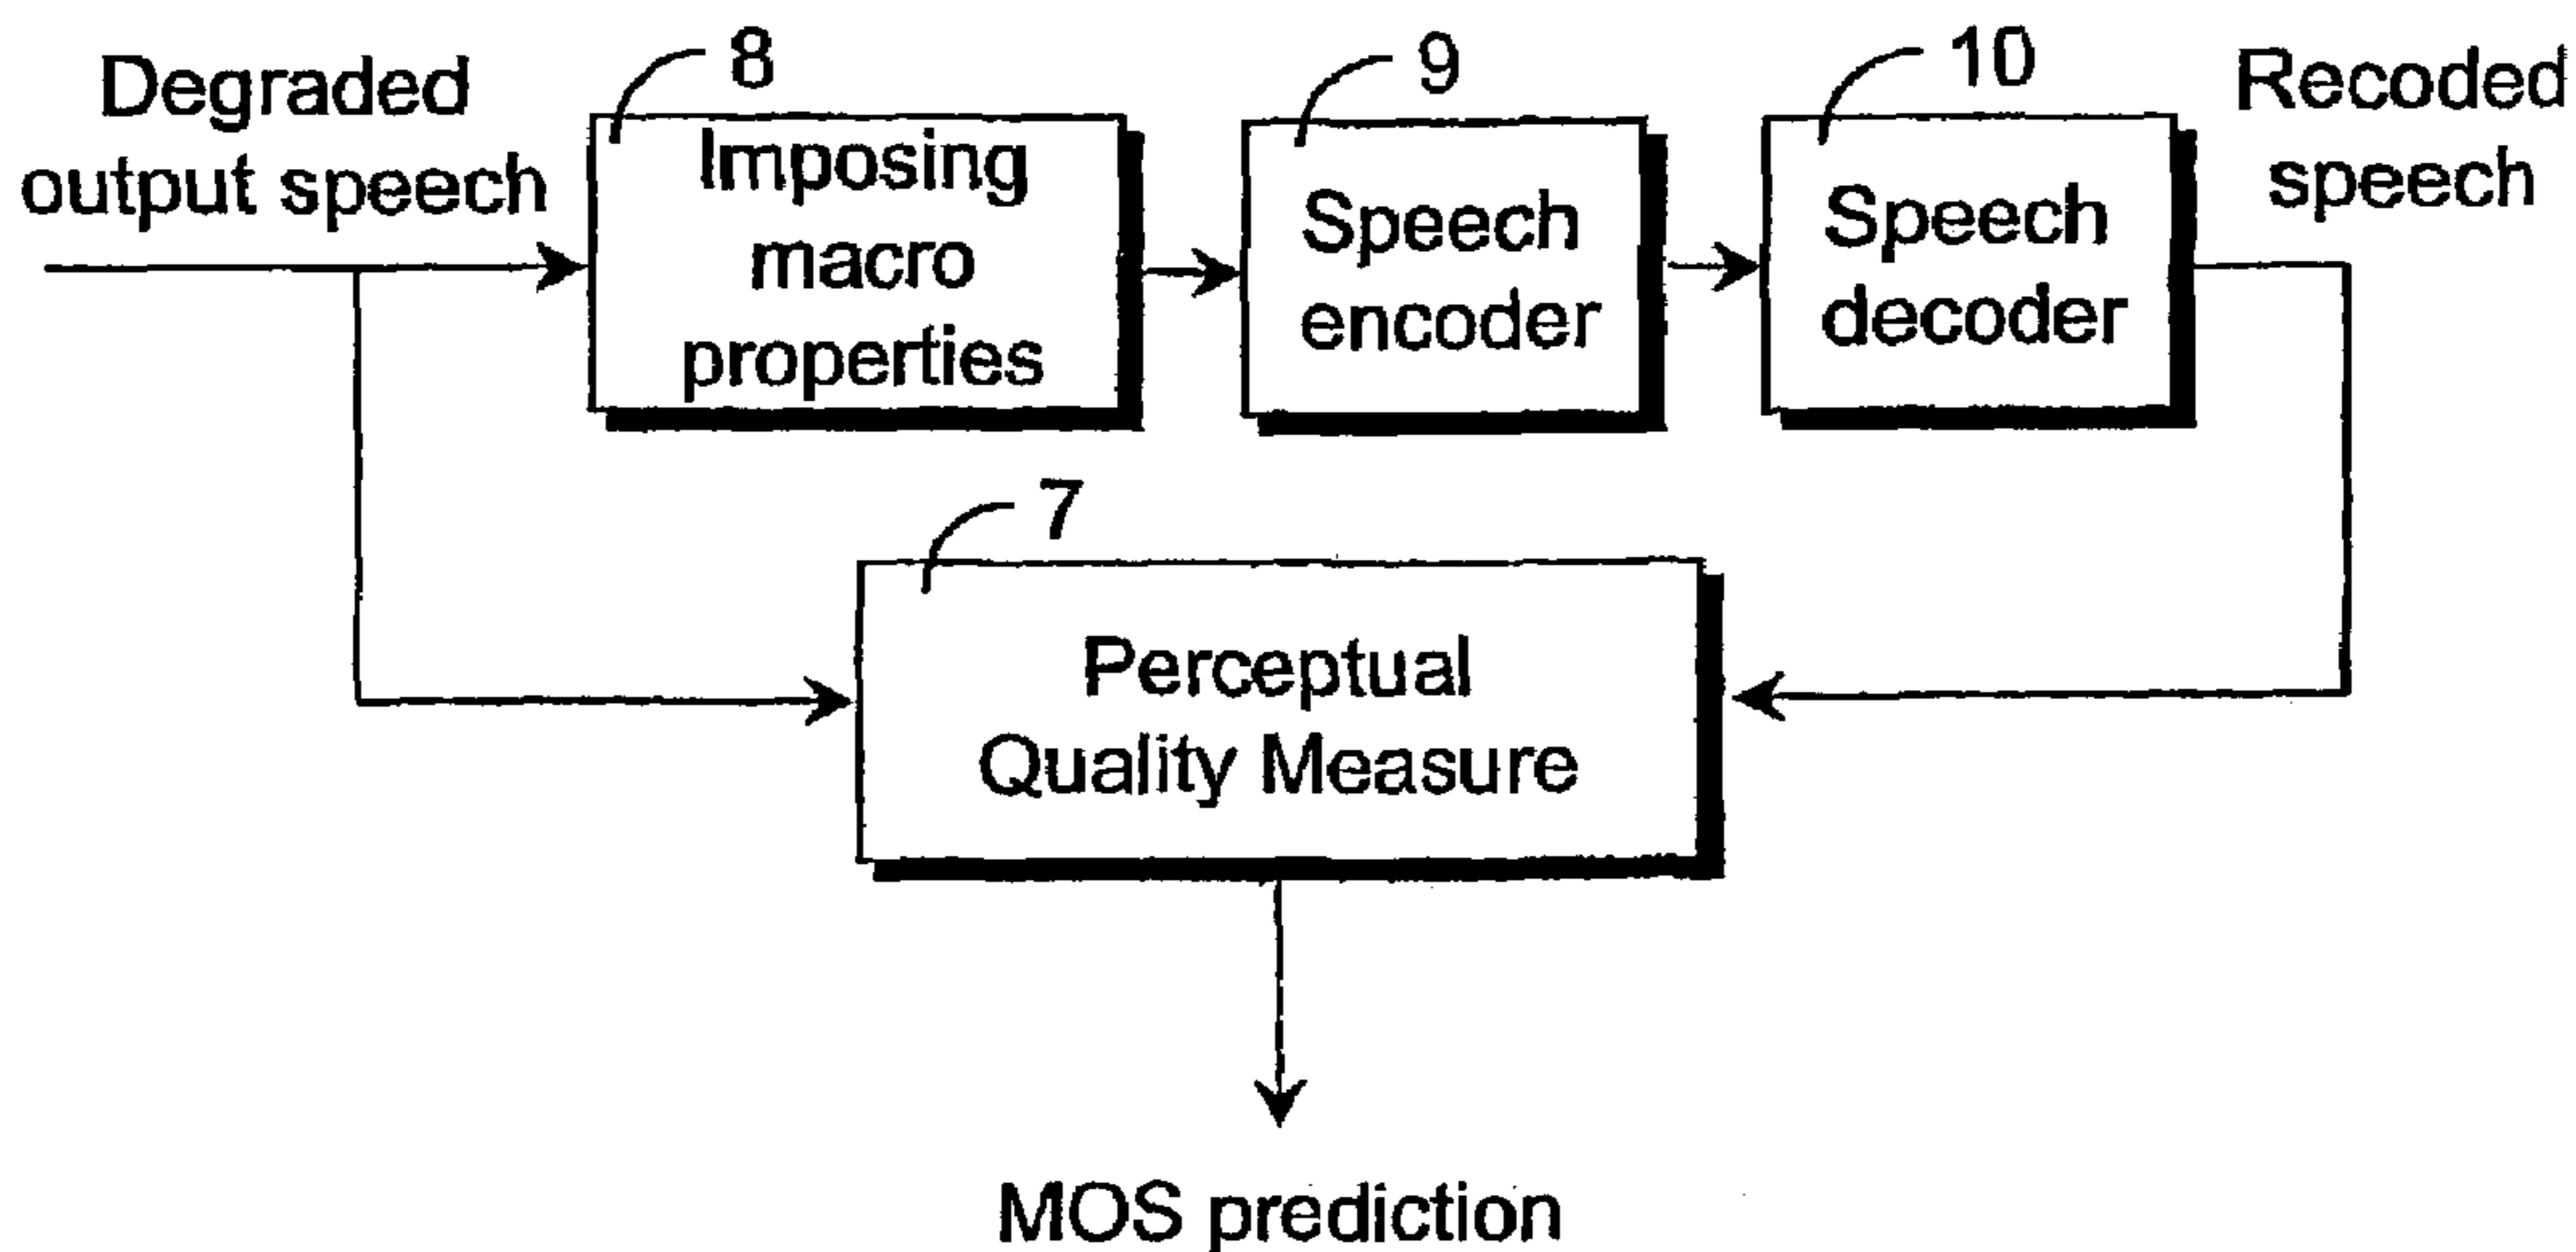 Degraded
output speech
8
Imposing
macro
properties
9
Speech
encoder
10
Speech
decoder
Recoded
speech
7
Perceptual
Quality Measure
MOS prediction